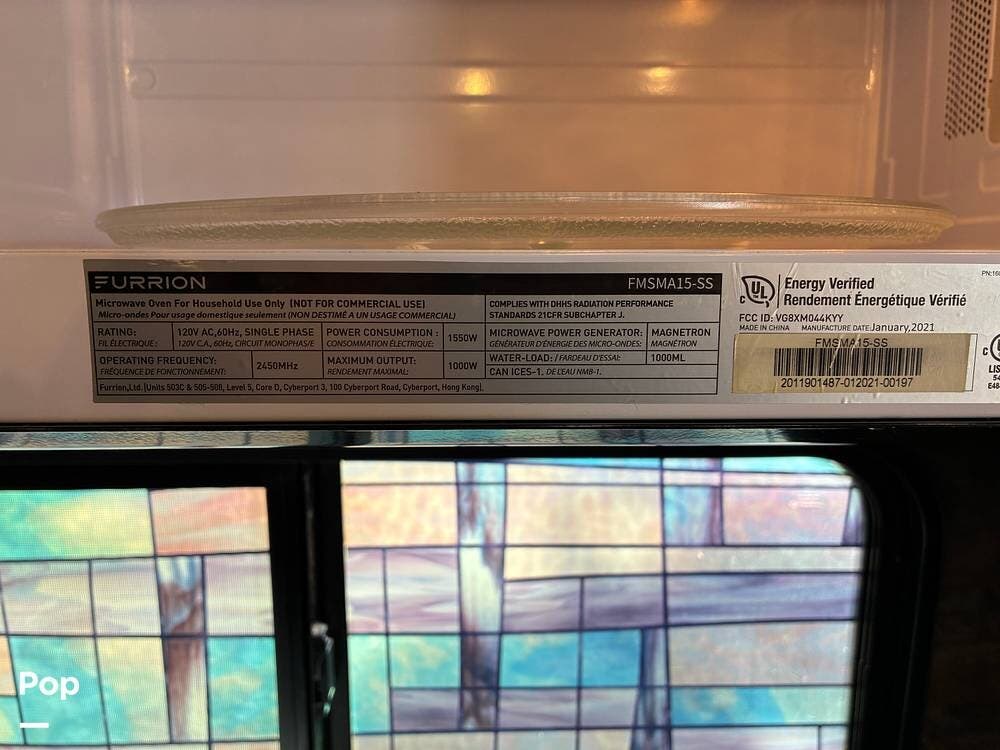 FURRION
FMSMA15-SS
Microwave Oven For Household Use Only (NOT FOR COMMERCIAL USE)
Micro-ondes Pour usage domestique seulement (NON DESTINÉ A UN USAGE COMMERCIAL)
COMPLIES WITH DHHS RADIATION PERFORMANCE
STANDARDS 21CFR SUBCHAPTER J.
RATING:
FIL ÉLECTRIQUE:
120V AC,60Hz, SINGLE PHASE
120V C.A., 60Hz, CIRCUIT MONOPHAS/E
POWER CONSUMPTION :
CONSOMMATION ÉLECTRIQUE:
1550W
MICROWAVE POWER GENERATOR:
GÉNÉRATEUR D'ÉNERGIE DES MICRO-ONDES:
MAGNETRON
MAGNÉTRON
OPERATING FREQUENCY:
FRÉQUENCE DE FONCTIONNEMENT:
2450MHz
MAXIMUM OUTPUT:
RENDEMENT MAXIMAL:
1000W
WATER-LOAD: / FARDEAU D'ESSAI:
1000ML
CAN ICES-1. DE L'EAU NMB-1.
Furrion,Ltd.|Units 503C & 505-508, Level 5, Core D, Cyberport 3, 100 Cyberport Road, Cyberport, Hong Kong|.
UL
Energy Verified
Rendement Énergétique Vérifié
FCC ID: VG8XM044KYY
MADE IN CHINA MANUFACTURE DATE January,2021
FMSMA15-SS
2011901487-012021-00197
Pop